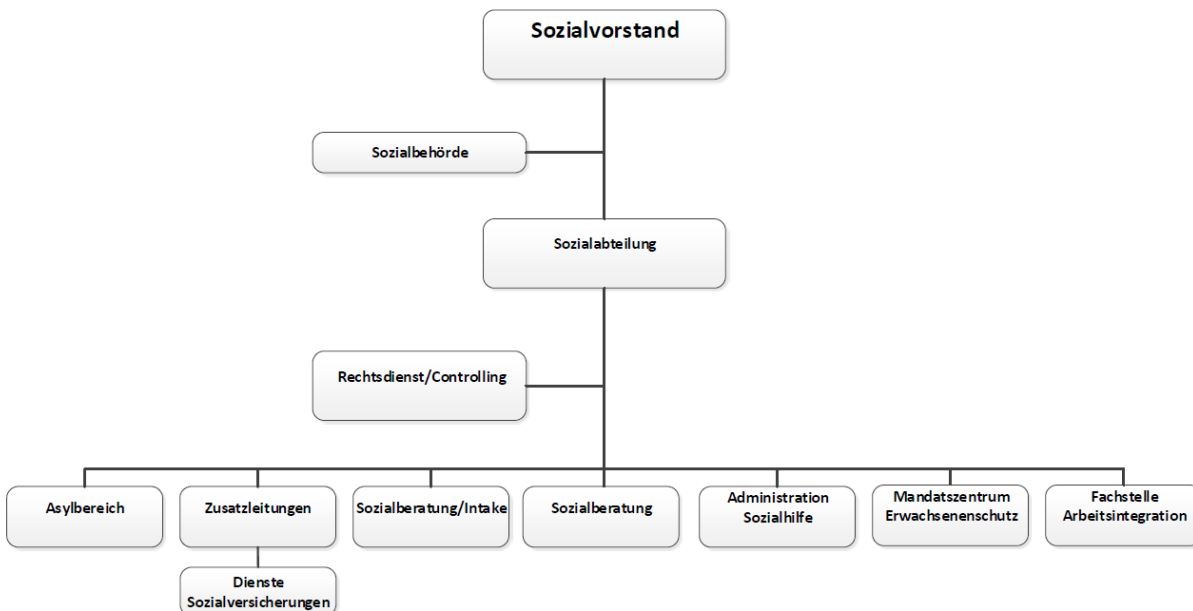 Sozialvorstand
Sozialbehörde
Sozialabteilung
Rechtsdienst/Controlling
Asylbereich
Zusatzleitungen
Sozialberatung/Intake
Sozialberatung
Administration
Sozialhilfe
Mandatszentrum
Erwachsenenschutz
Fachstelle
Arbeitsintegration
Dienste
Sozialversicherungen